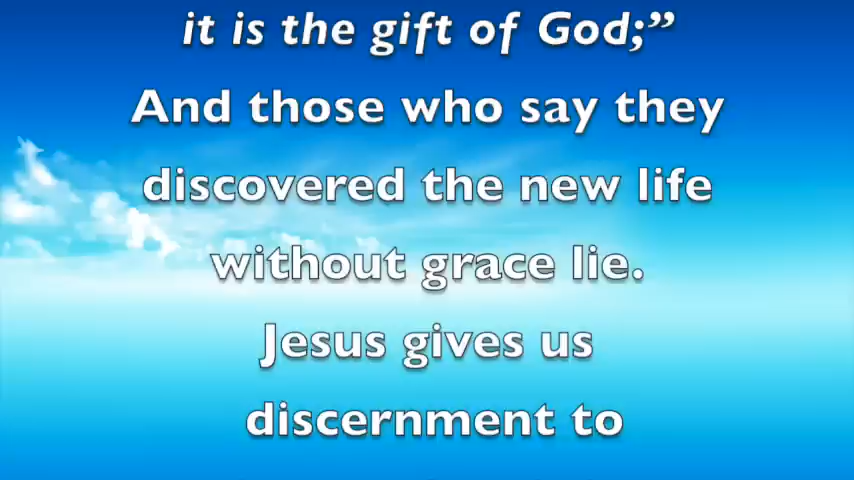 it is the gift of God;”
And those who say they
discovered the new life
without grace lie.
Jesus gives us
discernment to